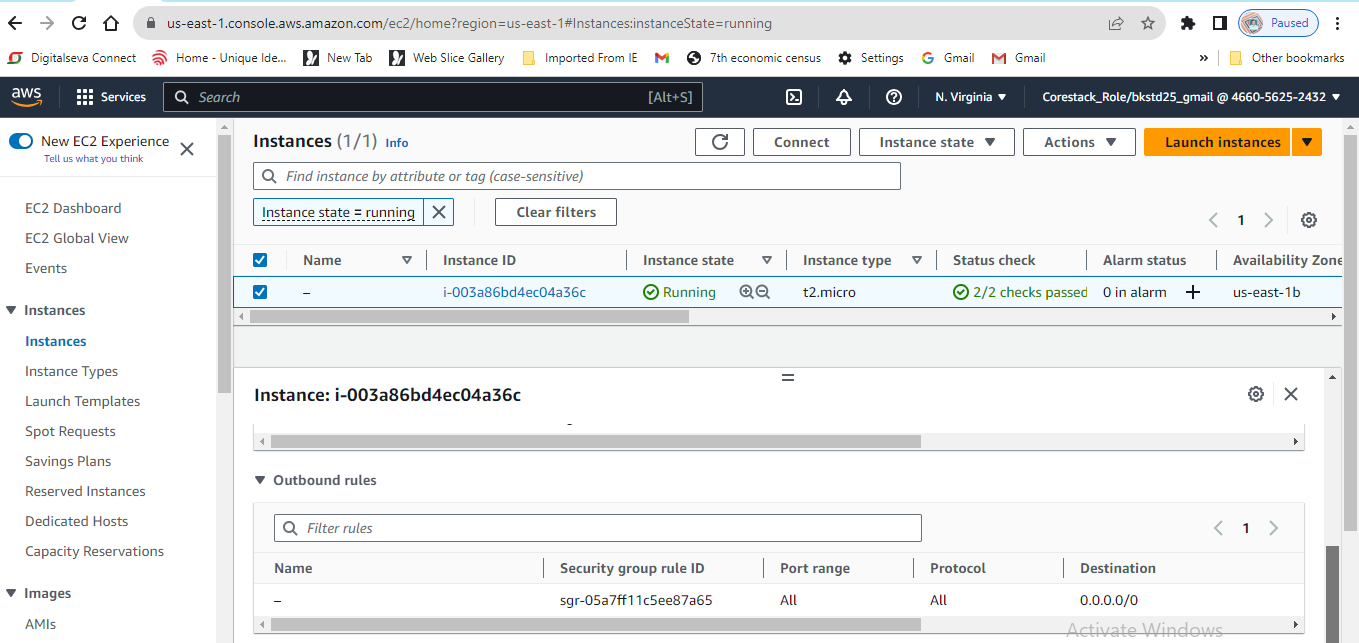 us-east-1.console.aws.amazon.com/ec2/home?region=us-east-1#Instances:instanceState=running
Paused
Digitalseva Connect
Home - Unique Ide...
New Tab
Web Slice Gallery
Imported From IE
7th economic census
Settings
Gmail
Gmail
»
Other bookmarks
aws
Services
Search
[Alt+S]
N. Virginia
Corestack_Role/bkstd25_gmail @ 4660-5625-2432
New EC2 Experience
Tell us what you think
EC2 Dashboard
EC2 Global View
Events
Instances
Instances
Instance Types
Launch Templates
Spot Requests
Savings Plans
Reserved Instances
Dedicated Hosts
Capacity Reservations
Images
AMIs
Instances (1/1) Info
Connect
Instance state
Actions
Launch instances
Find instance by attribute or tag (case-sensitive)
Instance state = running
Clear filters
1
Name Instance ID Instance state Instance type Status check Alarm status Availability Zone
– i-003a86bd4ec04a36c Running t2.micro 2/2 checks passed 0 in alarm + us-east-1b
Instance: i-003a86bd4ec04a36c
Outbound rules
Filter rules
1
Name Security group rule ID Port range Protocol Destination
– sgr-05a7ff11c5ee87a65 All All 0.0.0.0/0
Activate Windows